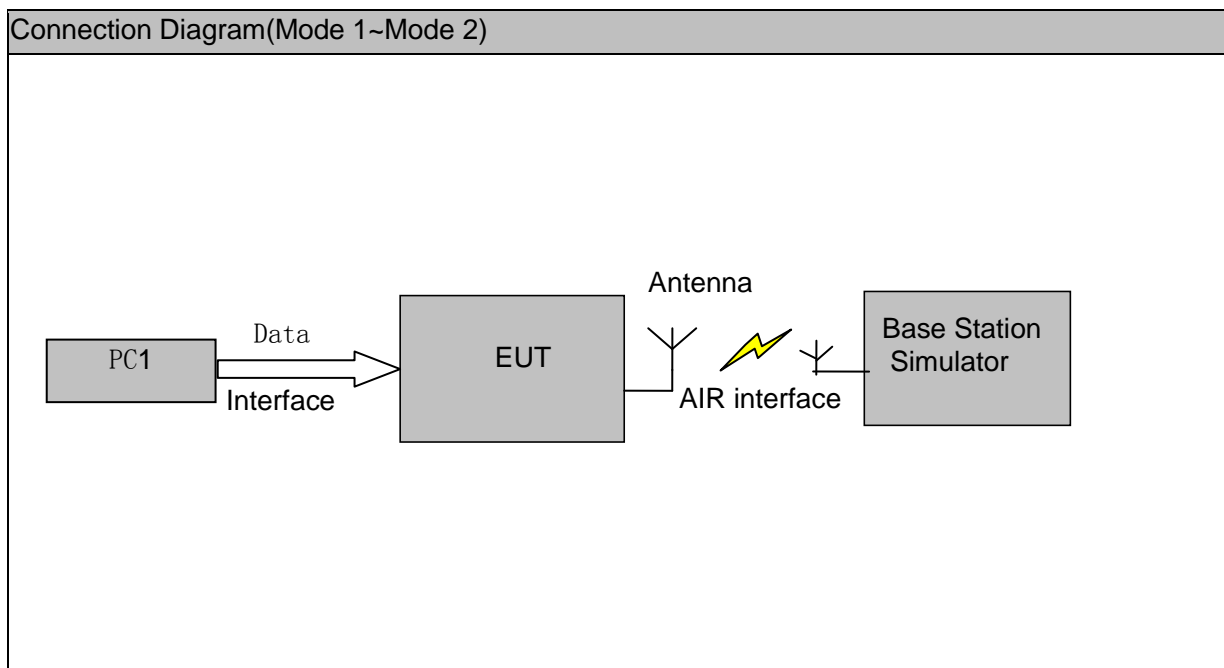 Connection Diagram(Mode 1~Mode 2)
PC1
Data
Interface
EUT
Antenna
AIR interface
Base Station
Simulator